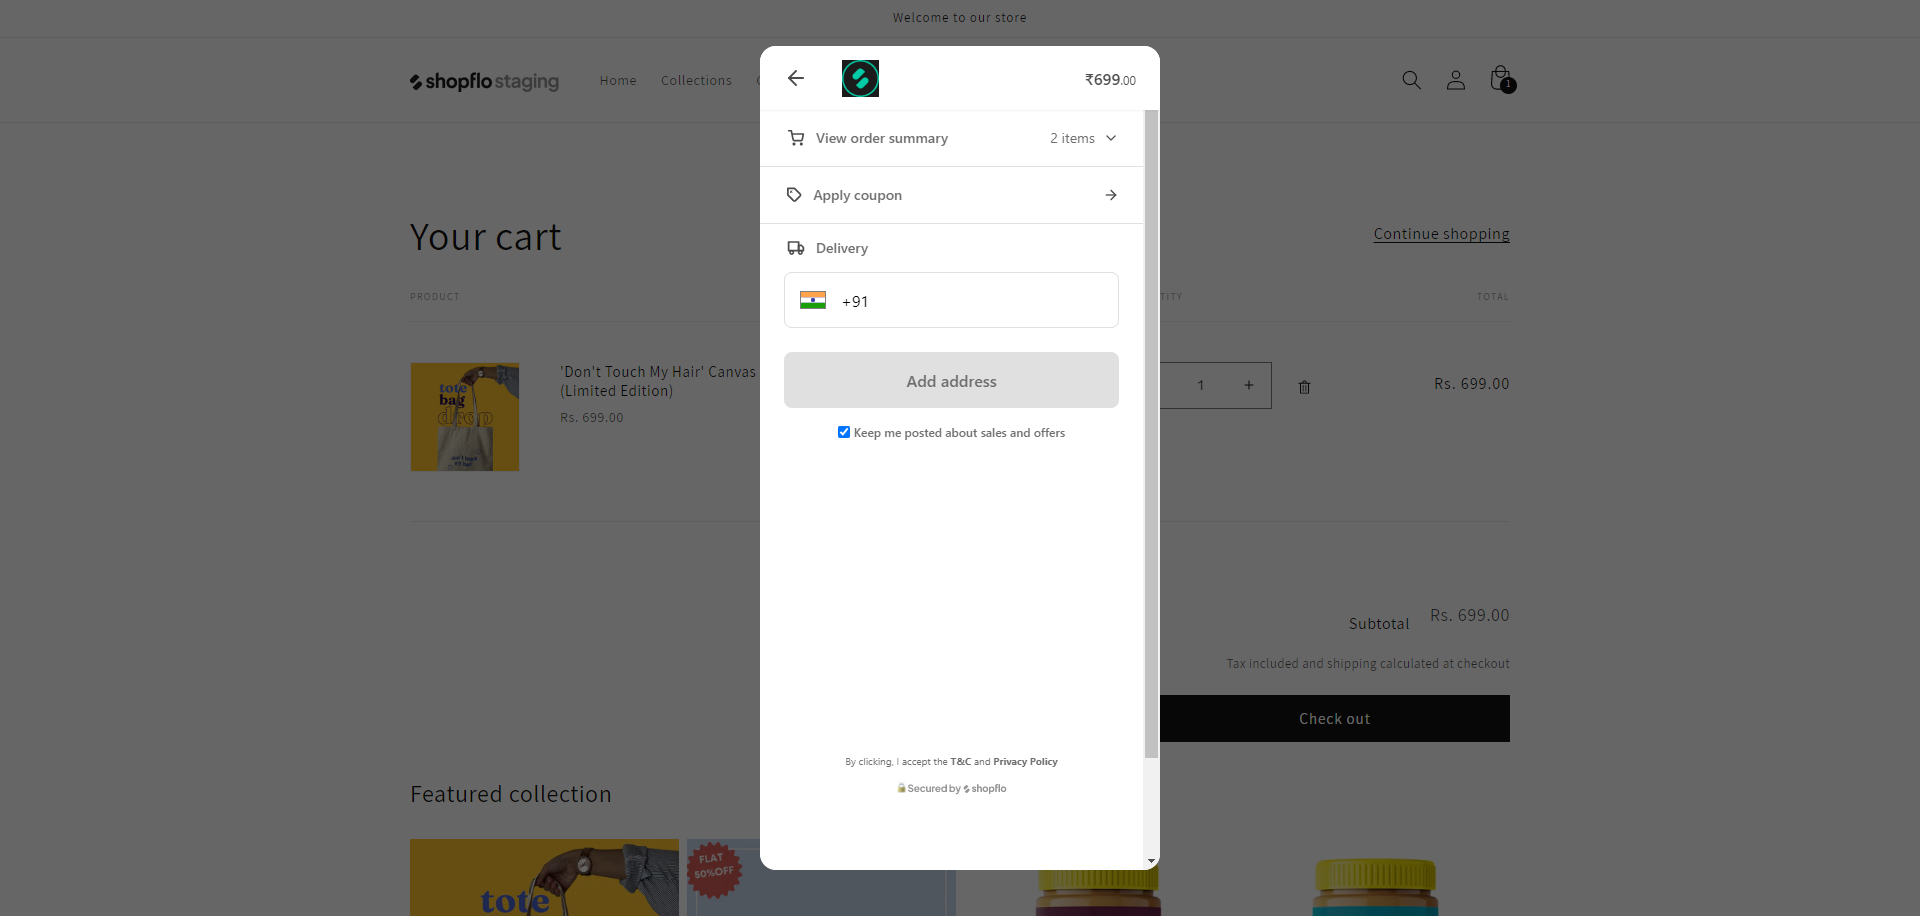 Welcome to our store
shopflo staging
Home
Collections
1
₹699.00
View order summary
2 items
Apply coupon
Delivery
+91
Add address
Keep me posted about sales and offers
By clicking, I accept the T&C and Privacy Policy
Secured by shopflo
Your cart
Continue shopping
PRODUCT
TITY
TOTAL
tote
bag
drop
'Don't Touch My Hair' Canvas
(Limited Edition)
Rs. 699.00
1
+
Rs. 699.00
Subtotal
Rs. 699.00
Tax included and shipping calculated at checkout
Check out
Featured collection
tote
FLAT
50%OFF